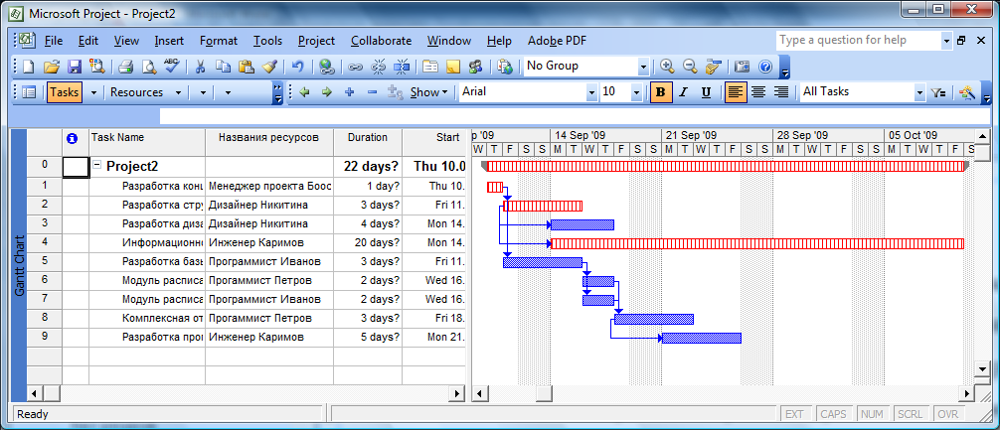 Microsoft Project - Project2
File Edit View Insert Format Tools Project Collaborate Window Help Adobe PDF Type a question for help
ABC No Group
Tasks Resources Show Arial 10 B I U All Tasks
Task Name Названия ресурсов Duration Start p '09 14 Sep '09 21 Sep '09 28 Sep '09 05 Oct '09
W T F S S M T W T F S S M T W T F S S M T W T F S S M T W T F S
0 Project2 22 days? Thu 10.0
1 Разработка кон Менеджер проекта Боос 1 day? Thu 10.
2 Разработка стру Дизайнер Никитина 3 days? Fri 11.
3 Разработка диза Дизайнер Никитина 4 days? Mon 14.
4 Информационн Инженер Каримов 20 days? Mon 14.
5 Разработка базы Программист Иванов 3 days? Fri 11.
6 Модуль расписа Прогаммист Петров 2 days? Wed 16.
7 Модуль расписа Программист Иванов 2 days? Wed 16.
8 Комплексная от Прогаммист Петров 3 days? Fri 18.
9 Разработка про Инженер Каримов 5 days? Mon 21.
Gantt Chart
Ready EXT CAPS NUM SCRL OVR